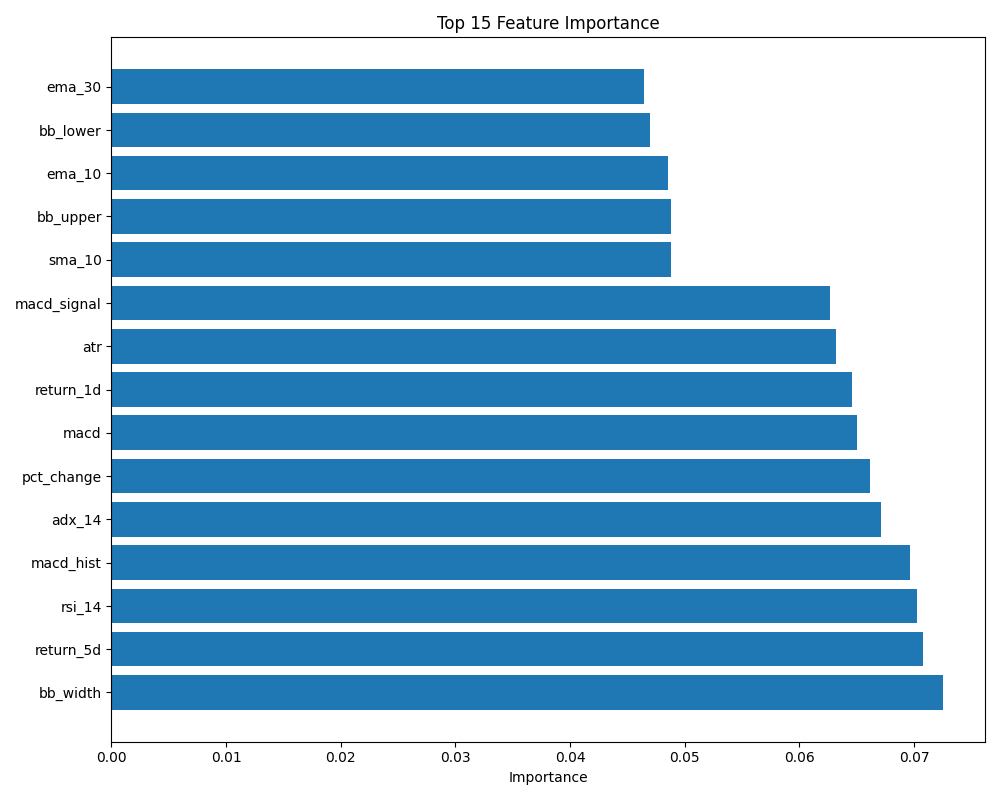 Top 15 Feature Importance
ema_30
bb_lower
ema_10
bb_upper
sma_10
macd_signal
atr
return_1d
macd
pct_change
adx_14
macd_hist
rsi_14
return_5d
bb_width
0.00 0.01 0.02 0.03 0.04 0.05 0.06 0.07
Importance